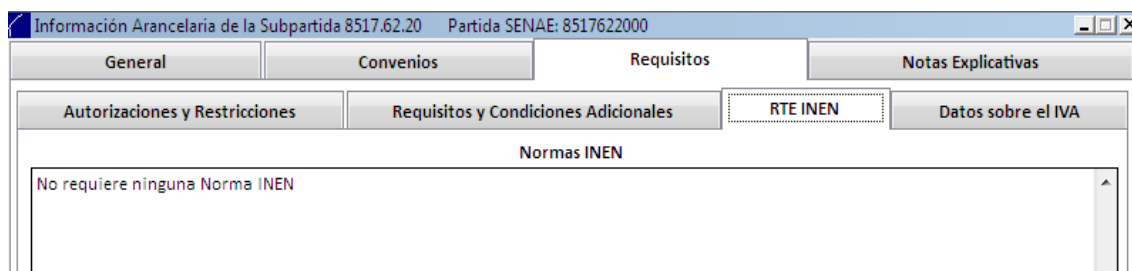 Información Arancelaria de la Subpartida 8517.62.20 Partida SENAE: 8517622000
General Convenios Requisitos Notas Explicativas
Autorizaciones y Restricciones Requisitos y Condiciones Adicionales RTE INEN Datos sobre el IVA
Normas INEN
No requiere ninguna Norma INEN